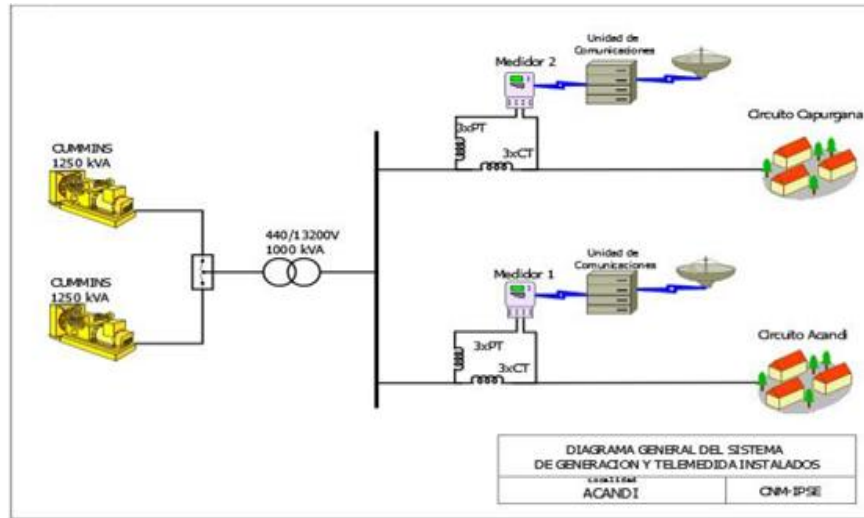 Unidad de
Comunicaciones
Medidor 2
3xPT
3xCT
Circuito Capurgana
CUMMINS
1250 kVA
440/13200V
1000 kVA
CUMMINS
1250 kVA
Unidad de
Comunicaciones
Medidor 1
3xPT
3xCT
Circuito Acandi
DIAGRAMA GENERAL DEL SISTEMA
DE GENERACION Y TELEMEDIDA INSTALADOS
Localidad
ACANDI
CNM-IPSE